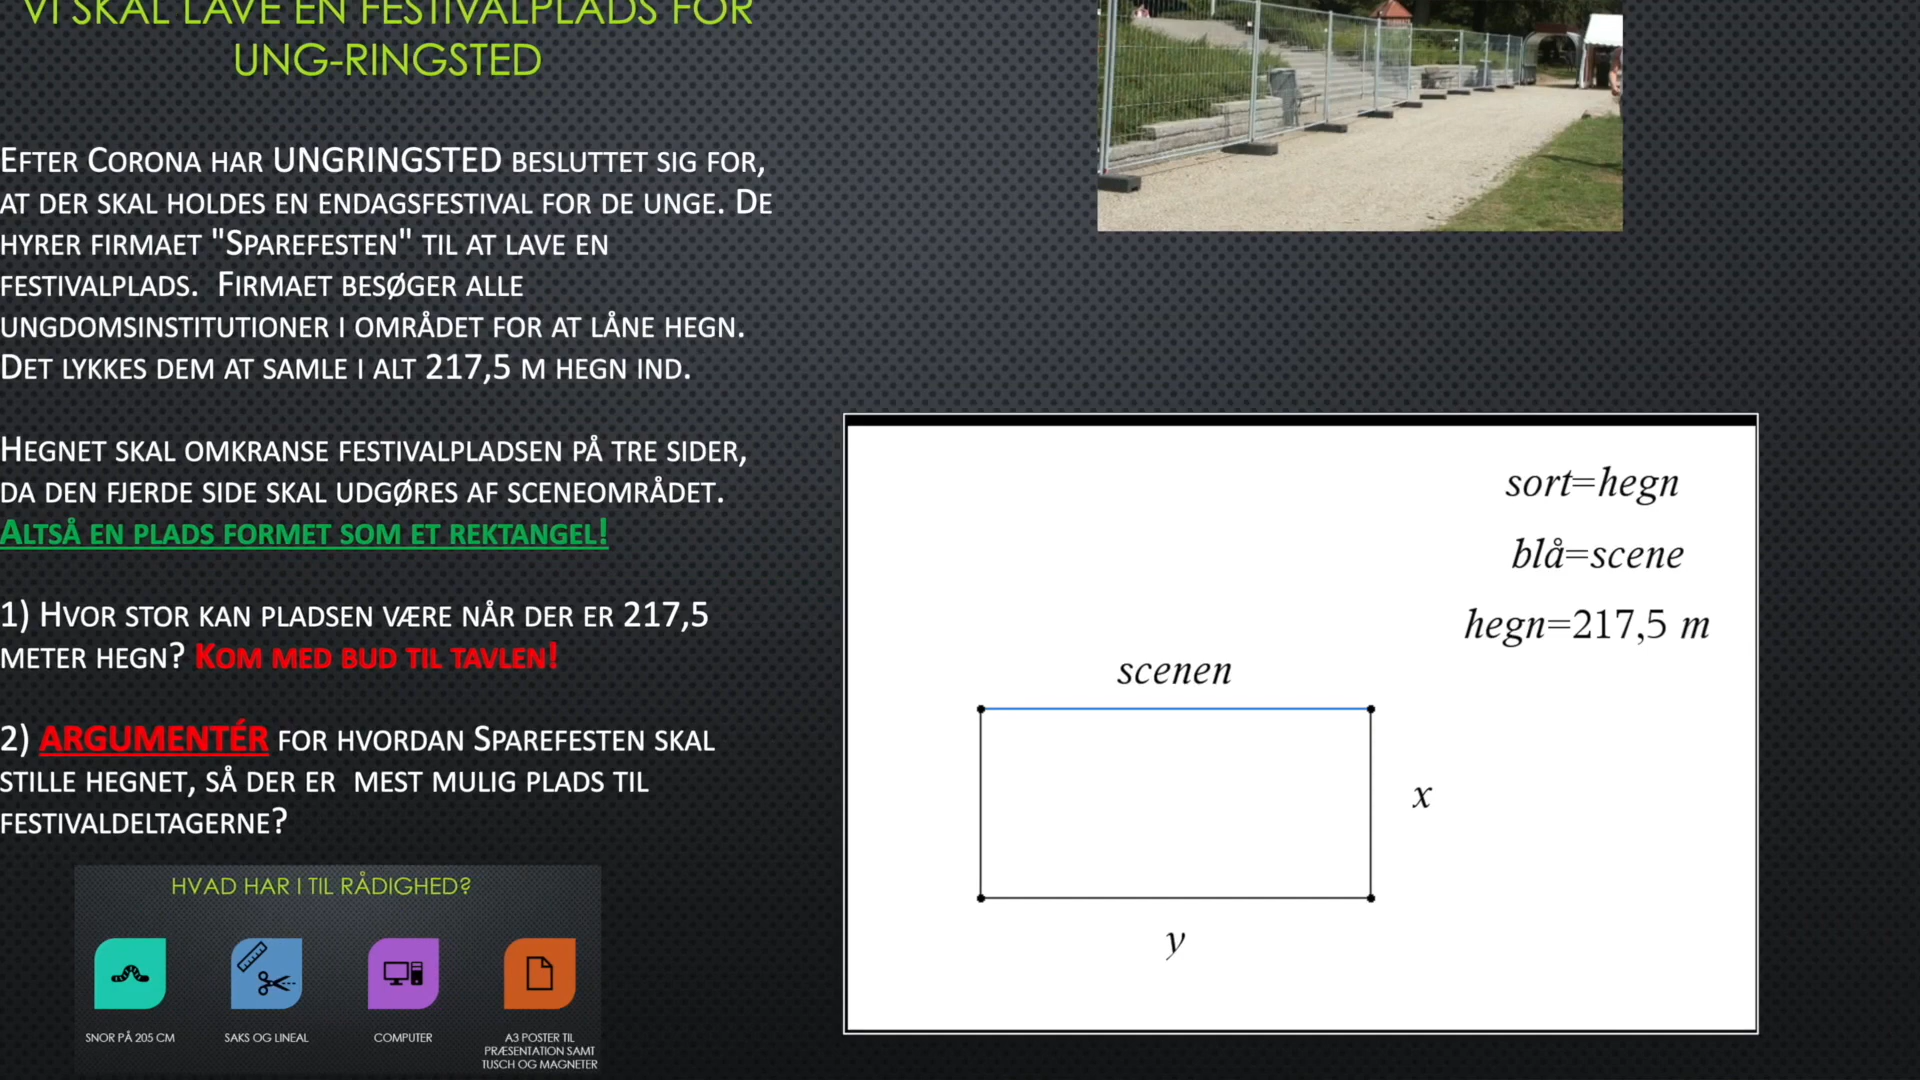 VI SKAL LAVE EN FESTIVALPLADS FOR
UNG-RINGSTED
EFTER CORONA HAR UNGRINGSTED BESLUTTET SIG FOR,
AT DER SKAL HOLDES EN ENDAGSFESTIVAL FOR DE UNGE. DE
HYRER FIRMAET "SPAREFESTEN" TIL AT LAVE EN
FESTIVALPLADS. FIRMAET BESØGER ALLE
UNGDOMSINSTITUTIONER I OMRÅDET FOR AT LÅNE HEGN.
DET LYKKES DEM AT SAMLE I ALT 217,5 M HEGN IND.
HEGNET SKAL OMKRANSE FESTIVALPLADSEN PÅ TRE SIDER,
DA DEN FJERDE SIDE SKAL UDGØRES AF SCENEOMRÅDET.
ALTSÅ EN PLADS FORMET SOM ET REKTANGEL!
1) HVOR STOR KAN PLADSEN VÆRE NÅR DER ER 217,5
METER HEGN? KOM MED BUD TIL TAVLEN!
2) ARGUMENTÉR FOR HVORDAN SPAREFESTEN SKAL
STILLE HEGNET, SÅ DER ER MEST MULIG PLADS TIL
FESTIVALDELTAGERNE?
HVAD HAR I TIL RÅDIGHED?
SNOR PÅ 205 CM
SAKS OG LINEAL
COMPUTER
A3 POSTER TIL
PRÆSENTATION SAMT
TUSCH OG MAGNETER
sort=hegn
blå=scene
hegn=217,5 m
scenen
x
y